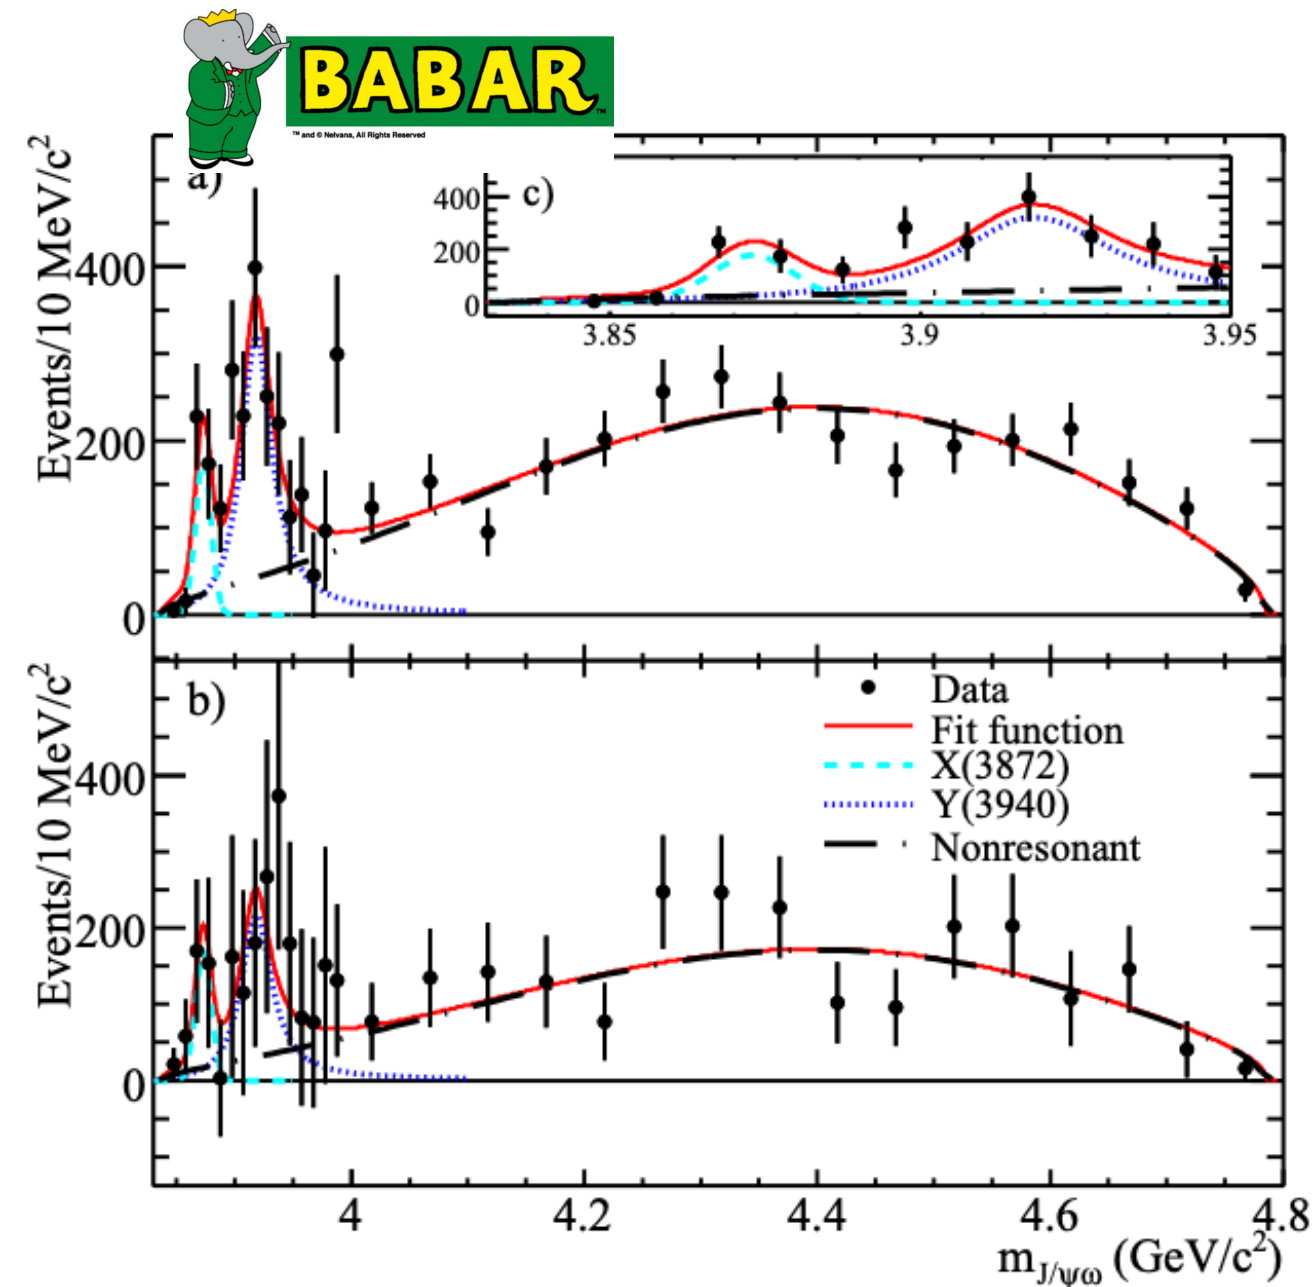 BABAR™
™ and © Nelvana, All Rights Reserved
a)
Events/10 MeV/c²
400
200
0
c)
400
200
0
3.85 3.9 3.95
b)
Events/10 MeV/c²
400
200
0
Data
Fit function
X(3872)
Y(3940)
Nonresonant
4 4.2 4.4 4.6 4.8
m_J/ψω (GeV/c²)